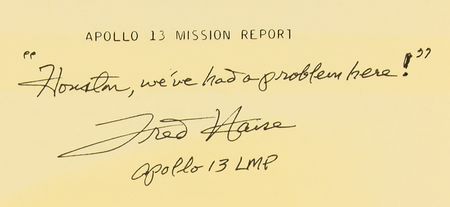 APOLLO 13 MISSION REPORT
"Houston, we've had a problem here!"
Fred Haise
Apollo 13 LMP